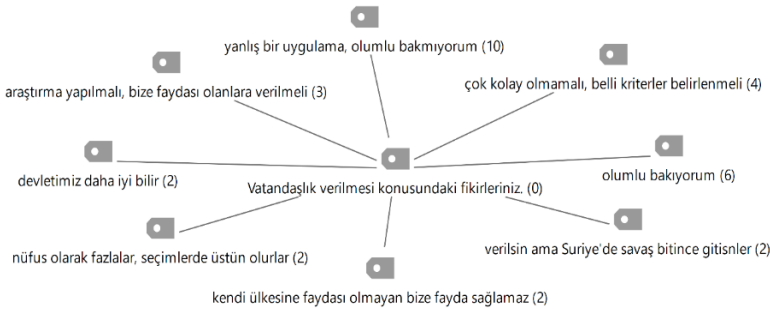 yanlış bir uygulama, olumlu bakmıyorum (10)
araştırma yapılmalı, bize faydası olanlara verilmeli (3)
çok kolay olmamalı, belli kriterler belirlenmeli (4)
devletimiz daha iyi bilir (2)
Vatandaşlık verilmesi konusundaki fikirleriniz. (0)
olumlu bakıyorum (6)
nüfus olarak fazlalar, seçimlerde üstün olurlar (2)
verilsin ama Suriye'de savaş bitince gitisnler (2)
kendi ülkesine faydası olmayan bize fayda sağlamaz (2)